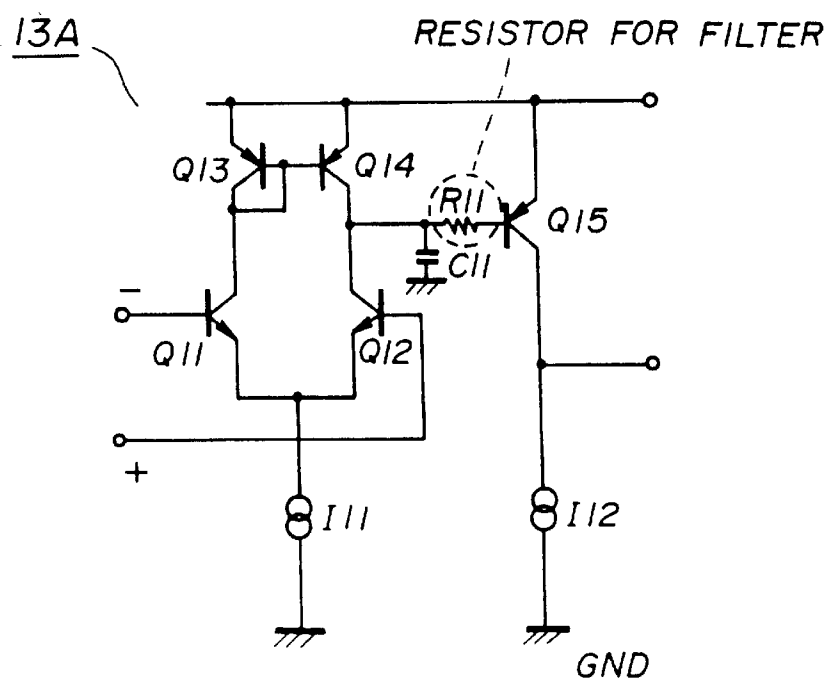 13A
RESISTOR FOR FILTER
Q13
Q14
R11
Q15
C11
−
Q11
Q12
+
I11
I12
GND